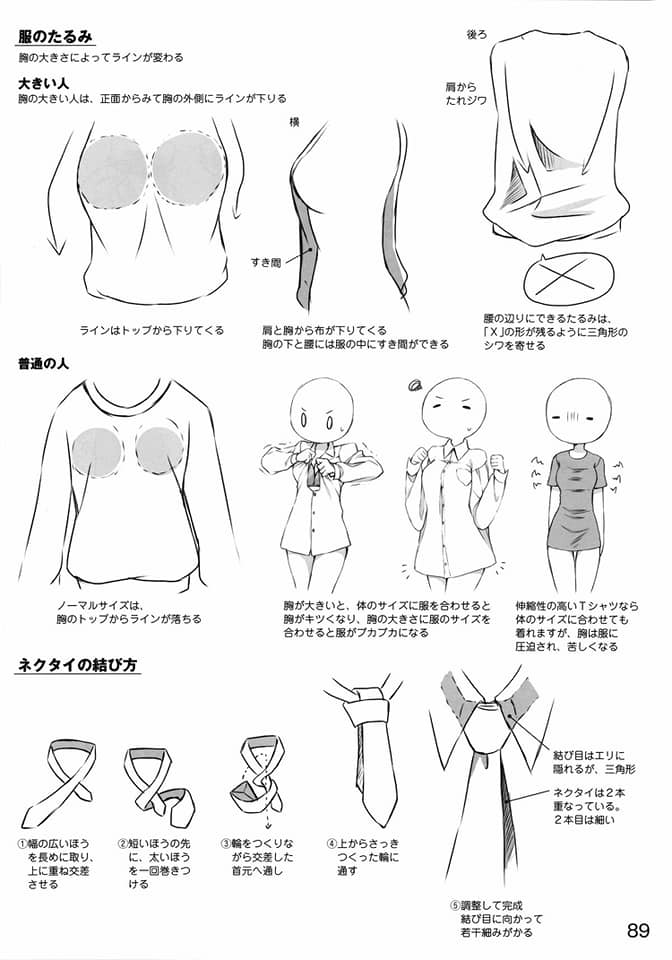 服のたるみ
胸の大きさによってラインが変わる
大きい人
胸の大きい人は、正面からみて胸の外側にラインが下りる
横
後ろ
肩から
たれジワ
すき間
ラインはトップから下りてくる
肩と胸から布が下りてくる
胸の下と腰には服の中にすき間ができる
腰の辺りにできるたるみは、
「X」の形が残るように三角形の
シワを寄せる
普通の人
ノーマルサイズは、
胸のトップからラインが落ちる
胸が大きいと、体のサイズに服を合わせると
胸がキツくなり、胸の大きさに服のサイズを
合わせると服がブカブカになる
伸縮性の高いTシャツなら
体のサイズに合わせても
着れますが、胸は服に
圧迫され、苦しくなる
ネクタイの結び方
①幅の広いほう
を長めに取り、
上に重ね交差
させる
②短いほうの先
に、太いほう
を一回巻きつ
ける
③輪をつくりな
がら交差した
首元へ通し
④上からさっき
つくった輪に
通す
結び目はエリに
隠れるが、三角形
ネクタイは2本
重なっている。
2本目は細い
⑤調整して完成
結び目に向かって
若干細みがかる
89